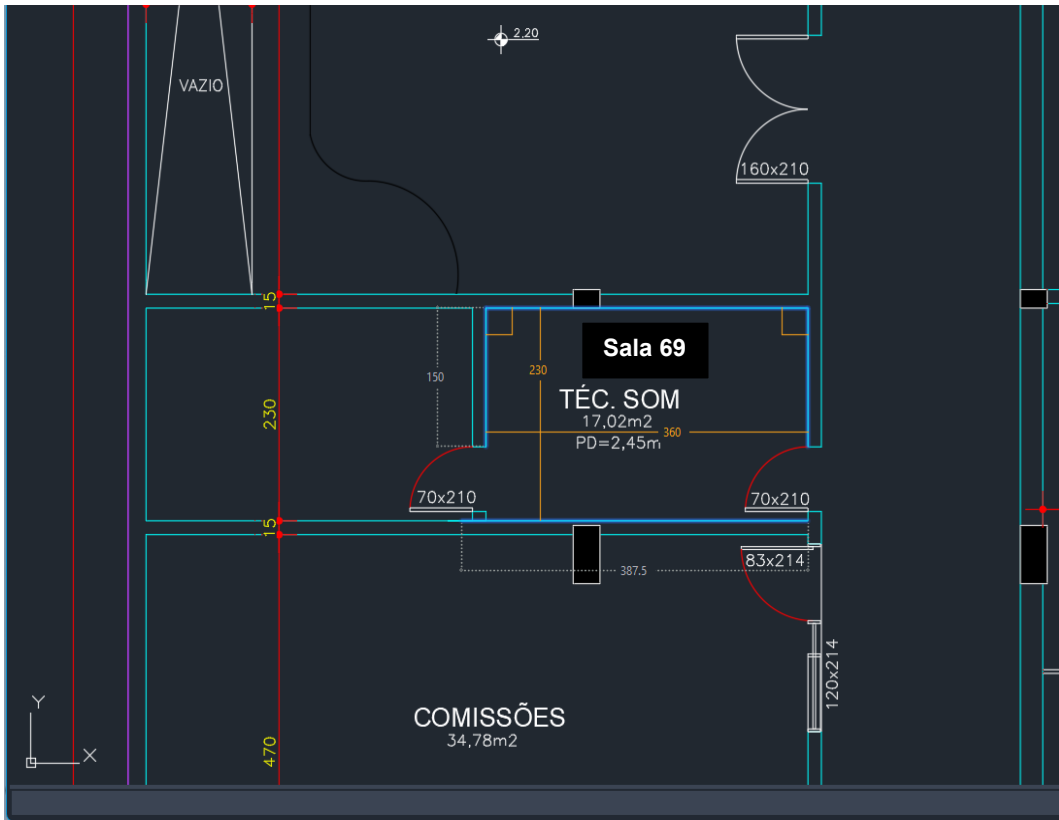 2,20
VAZIO
160x210
15
Sala 69
150
230
TÉC. SOM
230
17,02m2
360
PD=2,45m
70x210
70x210
15
83x214
387.5
120x214
COMISSÕES
34,78m2
470
Y
X